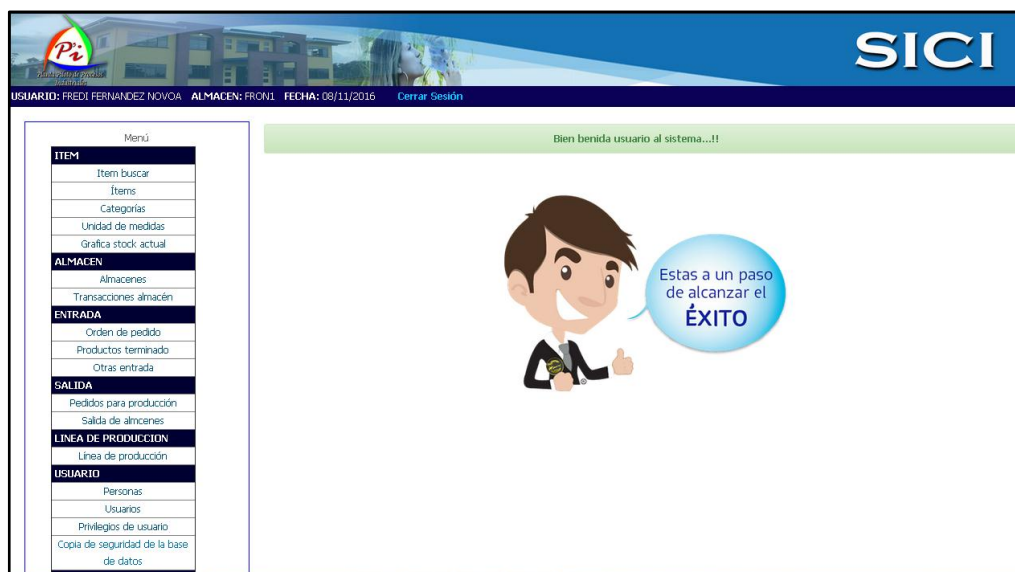 Pi
SICI
USUARIO: FREDI FERNANDEZ NOVOA ALMACEN: FRON1 FECHA: 08/11/2016 Cerrar Sesión
Menú
Bien benida usuario al sistema...!!
ITEM
Item buscar
Ítems
Categorías
Unidad de medidas
Grafica stock actual
ALMACEN
Almacenes
Transacciones almacén
ENTRADA
Orden de pedido
Productos terminado
Otras entrada
SALIDA
Pedidos para producción
Salida de almcenes
LINEA DE PRODUCCION
Línea de producción
USUARIO
Personas
Usuarios
Privilegios de usuario
Copia de seguridad de la base
de datos
Estas a un paso
de alcanzar el
ÉXITO